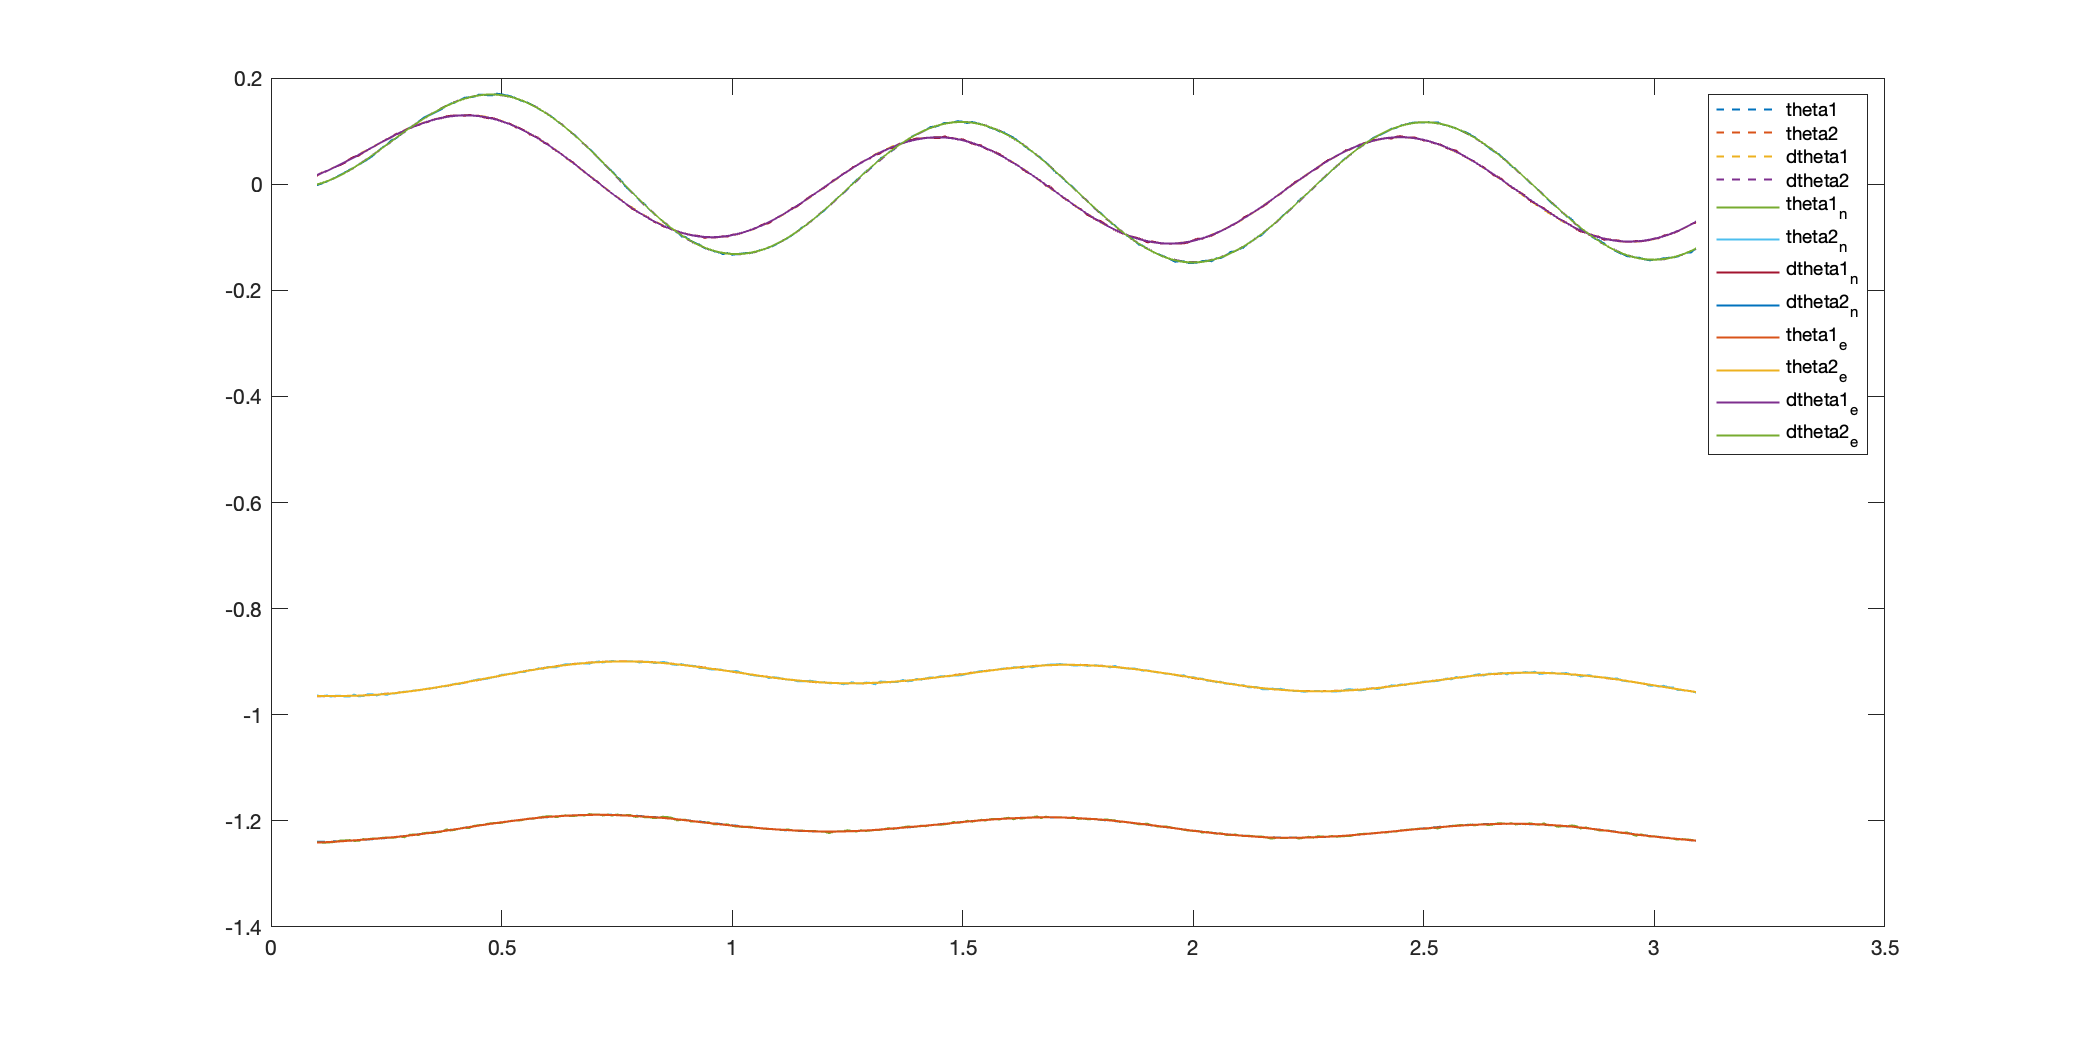 0.2
0
-0.2
-0.4
-0.6
-0.8
-1
-1.2
-1.4
0 0.5 1 1.5 2 2.5 3 3.5
theta1
theta2
dtheta1
dtheta2
theta1n
theta2n
dtheta1n
dtheta2n
theta1e
theta2e
dtheta1e
dtheta2e